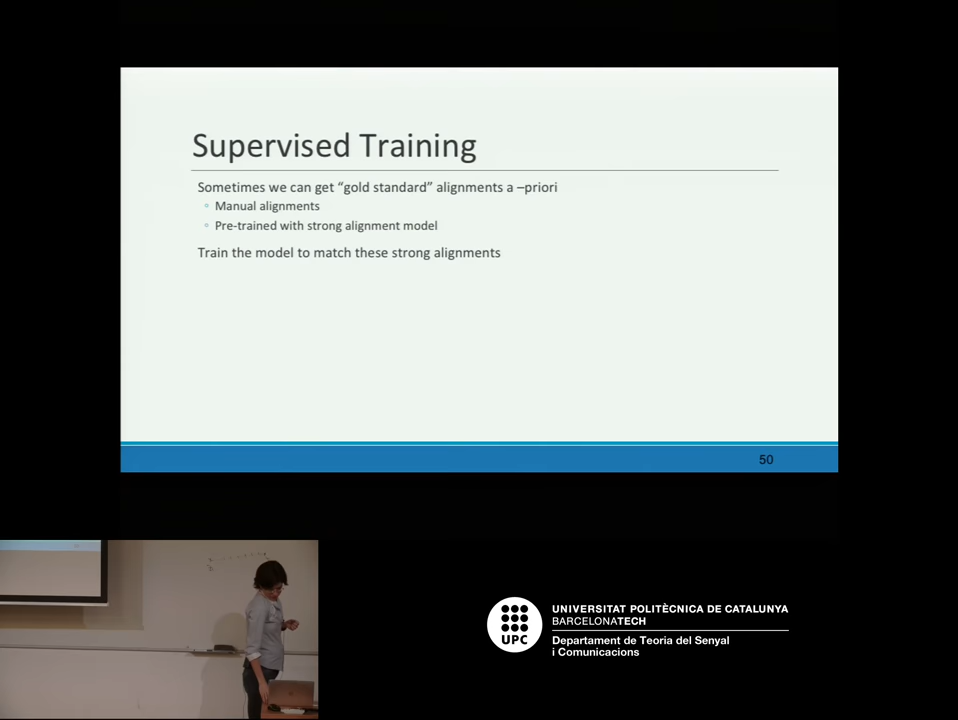 Supervised Training
Sometimes we can get “gold standard” alignments a –priori
Manual alignments
Pre-trained with strong alignment model
Train the model to match these strong alignments
50
UPC
UNIVERSITAT POLITÈCNICA DE CATALUNYA
BARCELONATECH
Departament de Teoria del Senyal
i Comunicacions